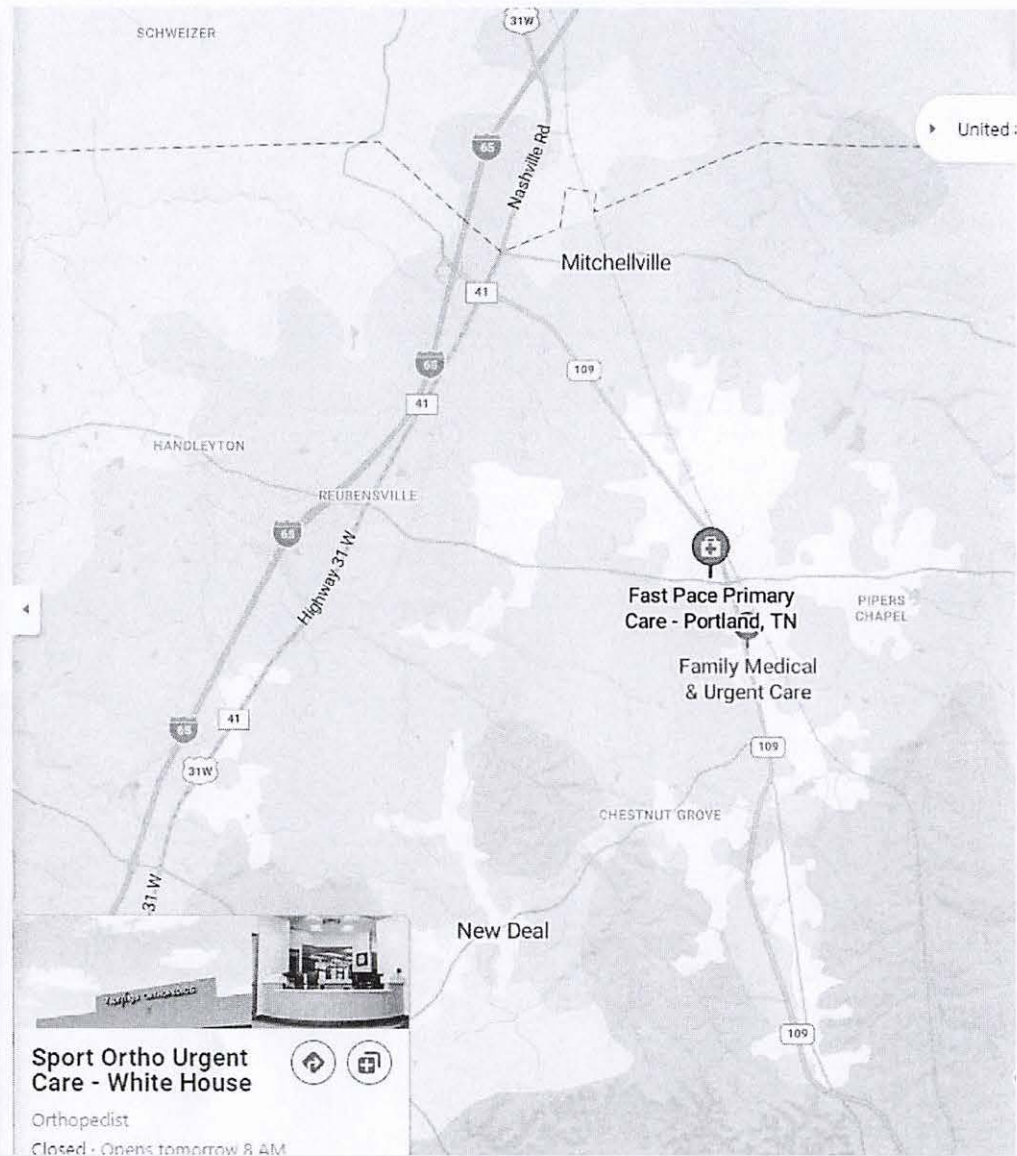 31W
SCHWEIZER
65
Nashville Rd
United
Mitchellville
41
109
65
41
HANDLEYTON
REUBENSVILLE
65
Highway 31-W
Fast Pace Primary
Care - Portland, TN
PIPERS
CHAPEL
Family Medical
& Urgent Care
41
65
31W
109
CHESTNUT GROVE
31-W
New Deal
109
Sport Ortho Urgent
Care - White House
Orthopedist
Closed · Opens tomorrow 8 AM